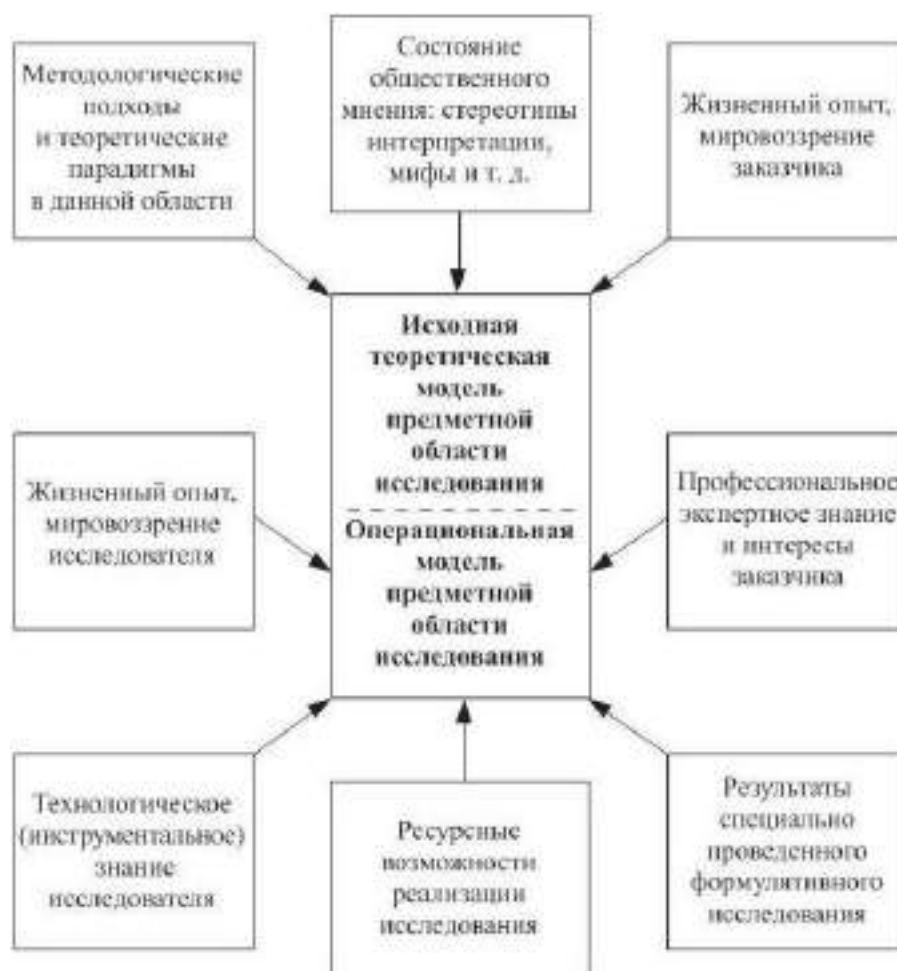 Методологические
подходы
и теоретические
парадигмы
в данной области
Состояние
общественного
мнения: стереотипы
интерпретации,
мифы и т. д.
Жизненный опыт,
мировоззрение
заказчика
Исходная
теоретическая
модель
предметной
области
исследования
Операциональная
модель
предметной
области
исследования
Жизненный опыт,
мировоззрение
исследователя
Профессиональное
экспертное знание
и интересы
заказчика
Технологическое
(инструментальное)
знание
исследователя
Ресурсные
возможности
реализации
исследования
Результаты
специально
проведенного
формулятивного
исследования